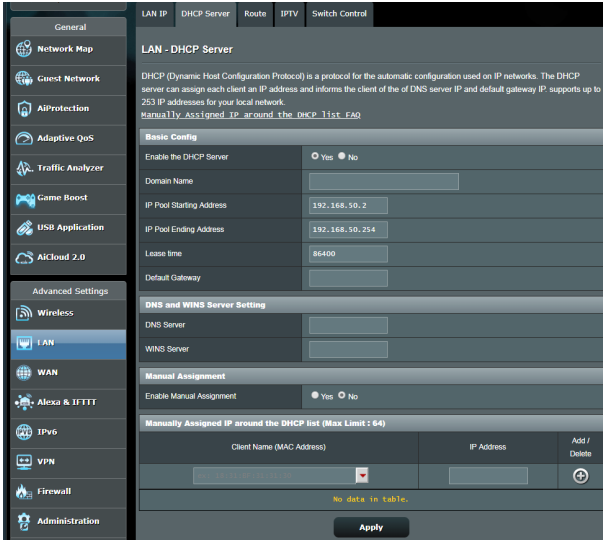 General
Network Map
Guest Network
AiProtection
Adaptive QoS
Traffic Analyzer
Game Boost
USB Application
AiCloud 2.0
Advanced Settings
Wireless
LAN
WAN
Alexa & IFTTT
IPv6
VPN
Firewall
Administration
LAN IP DHCP Server Route IPTV Switch Control
LAN - DHCP Server
DHCP (Dynamic Host Configuration Protocol) is a protocol for the automatic configuration used on IP networks. The DHCP
server can assign each client an IP address and informs the client of the of DNS server IP and default gateway IP. supports up to
253 IP addresses for your local network.
Manually Assigned IP around the DHCP list FAQ
Basic Config
Enable the DHCP Server Yes No
Domain Name
IP Pool Starting Address 192.168.50.2
IP Pool Ending Address 192.168.50.254
Lease time 86400
Default Gateway
DNS and WINS Server Setting
DNS Server
WINS Server
Manual Assignment
Enable Manual Assignment Yes No
Manually Assigned IP around the DHCP list (Max Limit : 64)
Client Name (MAC Address) IP Address Add / Delete
No data in table.
Apply